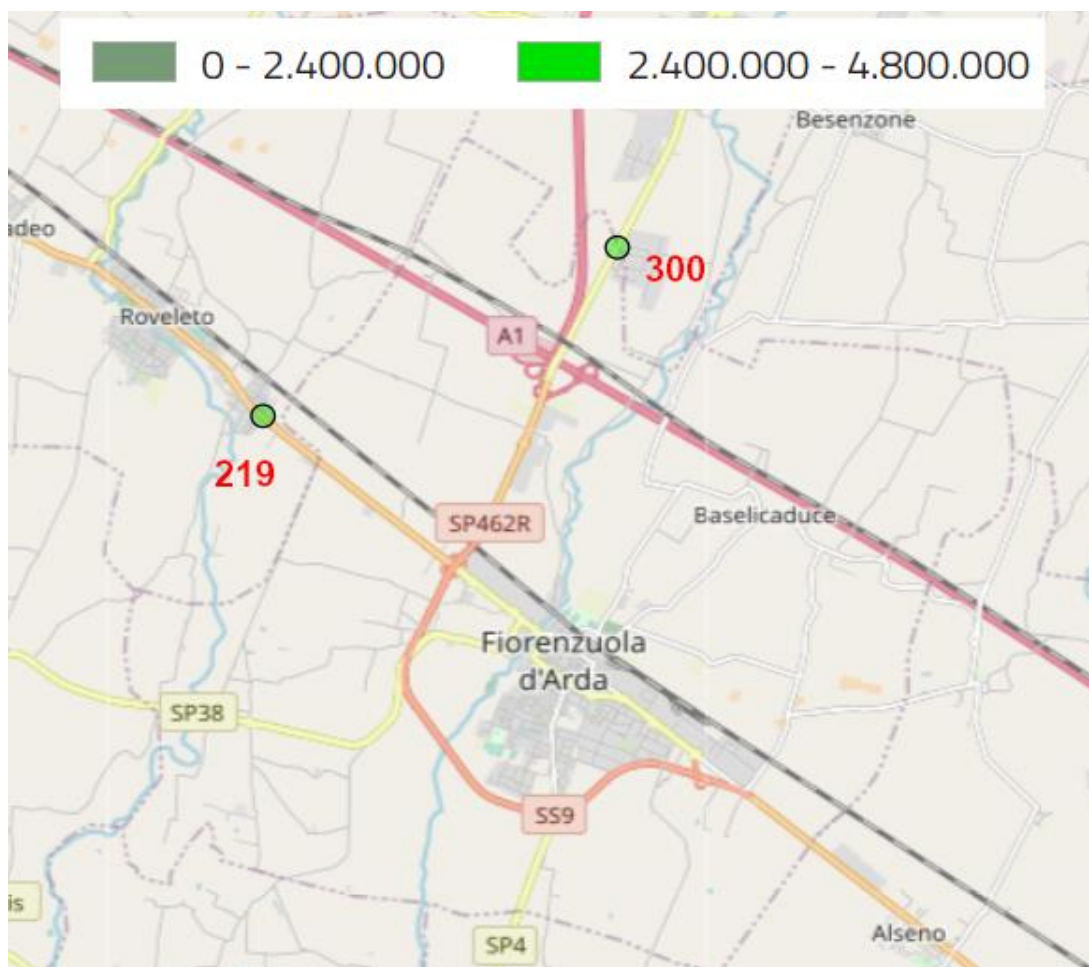 0 - 2.400.000
2.400.000 - 4.800.000
Besenzone
adeo
300
Roveleto
A1
219
SP462R
Baselicaduce
Fiorenzuola
d'Arda
SP38
SS9
is
Alseno
SP4